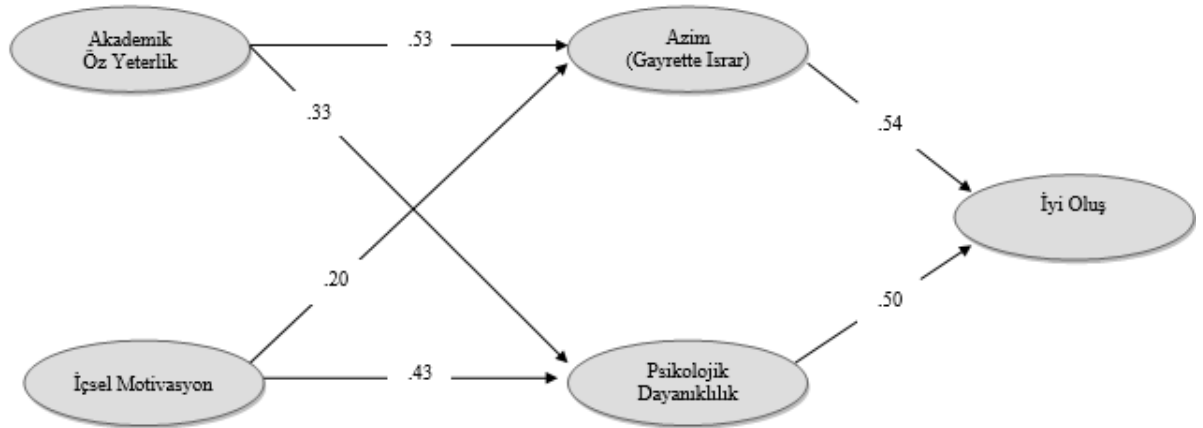 Akademik
Öz Yeterlik
.53
Azim
(Gayrette Israr)
.33
.54
İyi Oluş
.20
.50
İçsel Motivasyon
.43
Psikolojik
Dayanıklılık